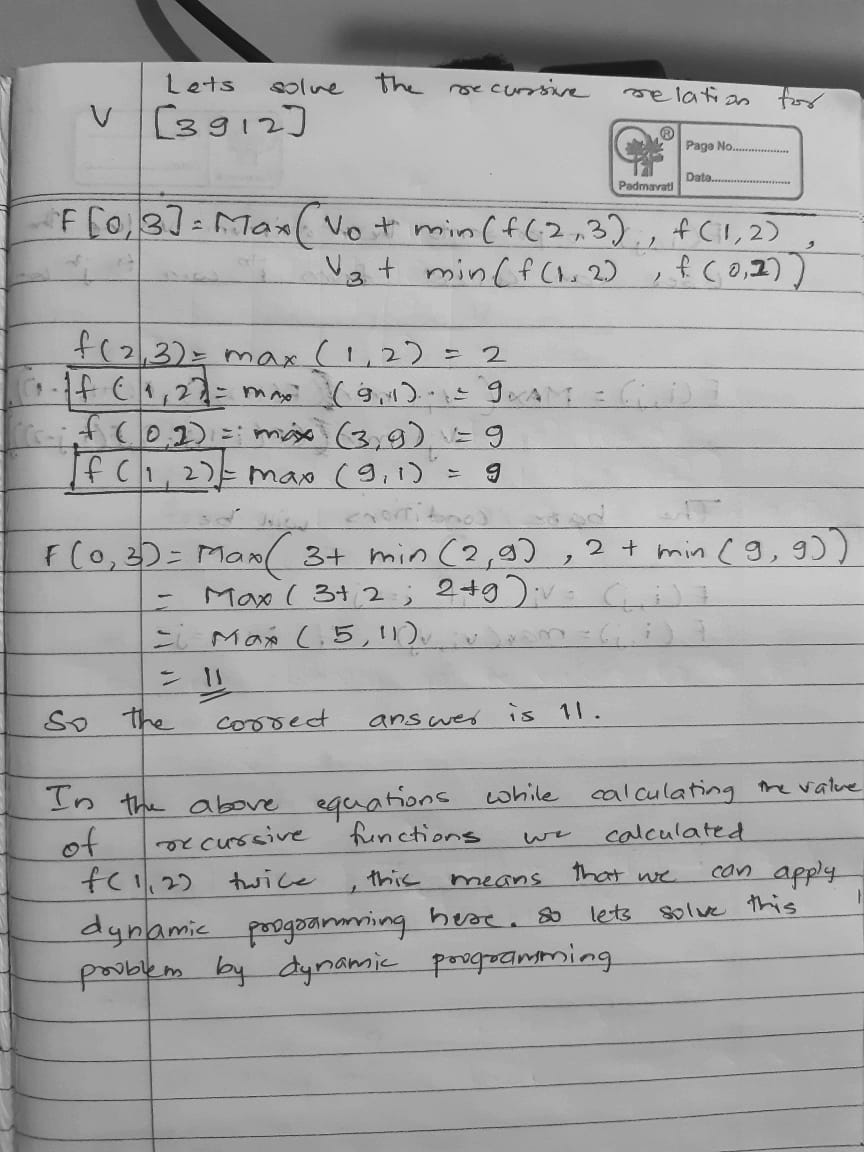 Lets solve the recursive relation for
V [3 9 1 2]
®
Page No..................
Padmavati
Date...........................
F[0,3] = Max( V0 + min( f(2,3) , f(1,2) ,
V3 + min( f(1,2) , f(0,1))
f(2,3) = max (1,2) = 2
f(1,2) = max (9,1) = 9
f(0,1) = max (3,9) = 9
f(1,2) = max (9,1) = 9
F(0,3) = Max( 3+ min(2,9) , 2 + min(9,9))
= Max ( 3+2 ; 2+9 )
= Max ( 5, 11)
= 11
So the correct answer is 11.
In the above equations while calculating the value
of recursive functions we calculated
f(1,2) twice , this means that we can apply
dynamic programming here. so lets solve this
problem by dynamic programming